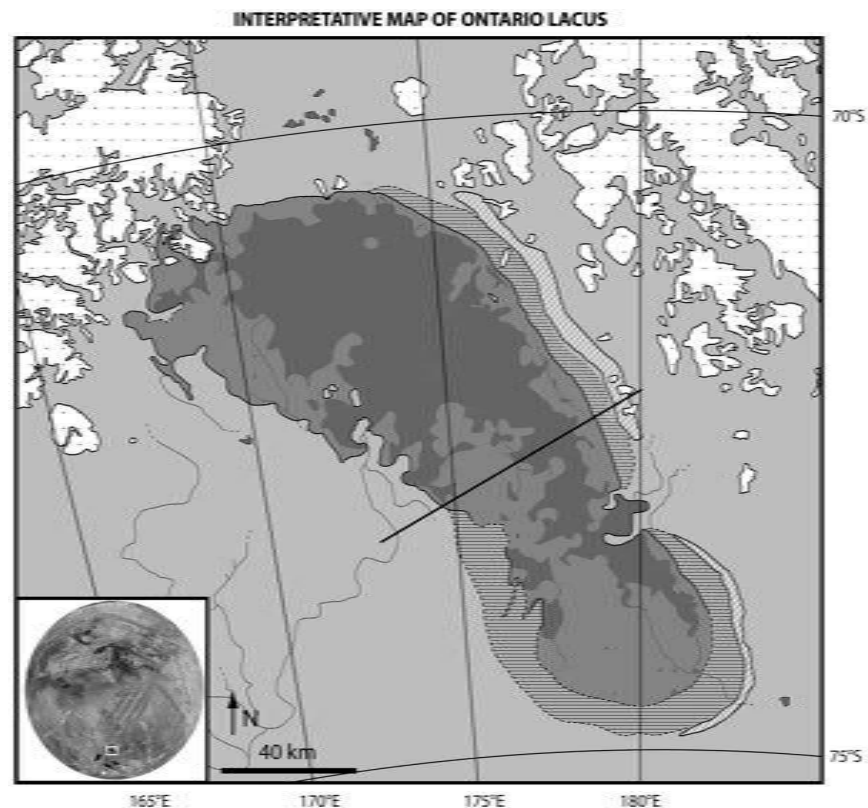 INTERPRETATIVE MAP OF ONTARIO LACUS
70°S
N
40 km
75°S
165°E
170°E
175°E
180°E